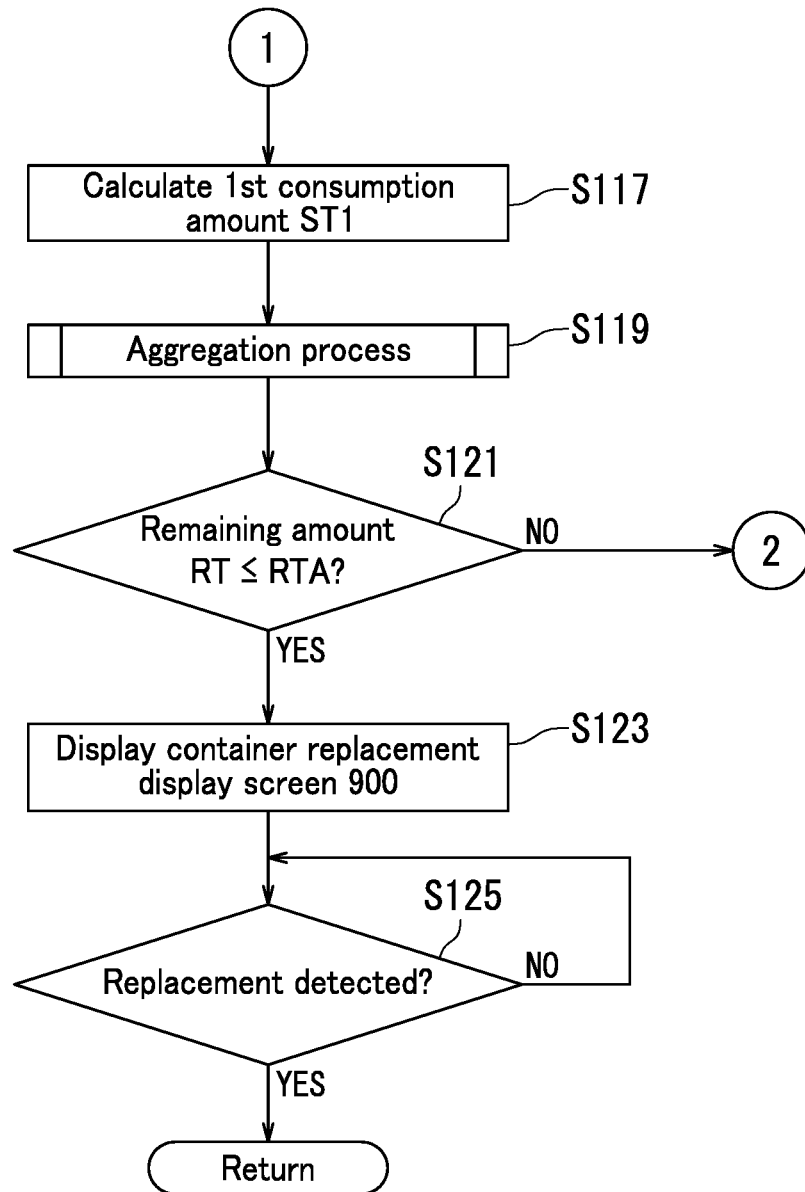 1
Calculate 1st consumption
amount ST1
S117
Aggregation process
S119
S121
Remaining amount
RT ≤ RTA?
NO
2
YES
Display container replacement
display screen 900
S123
S125
Replacement detected?
NO
YES
Return